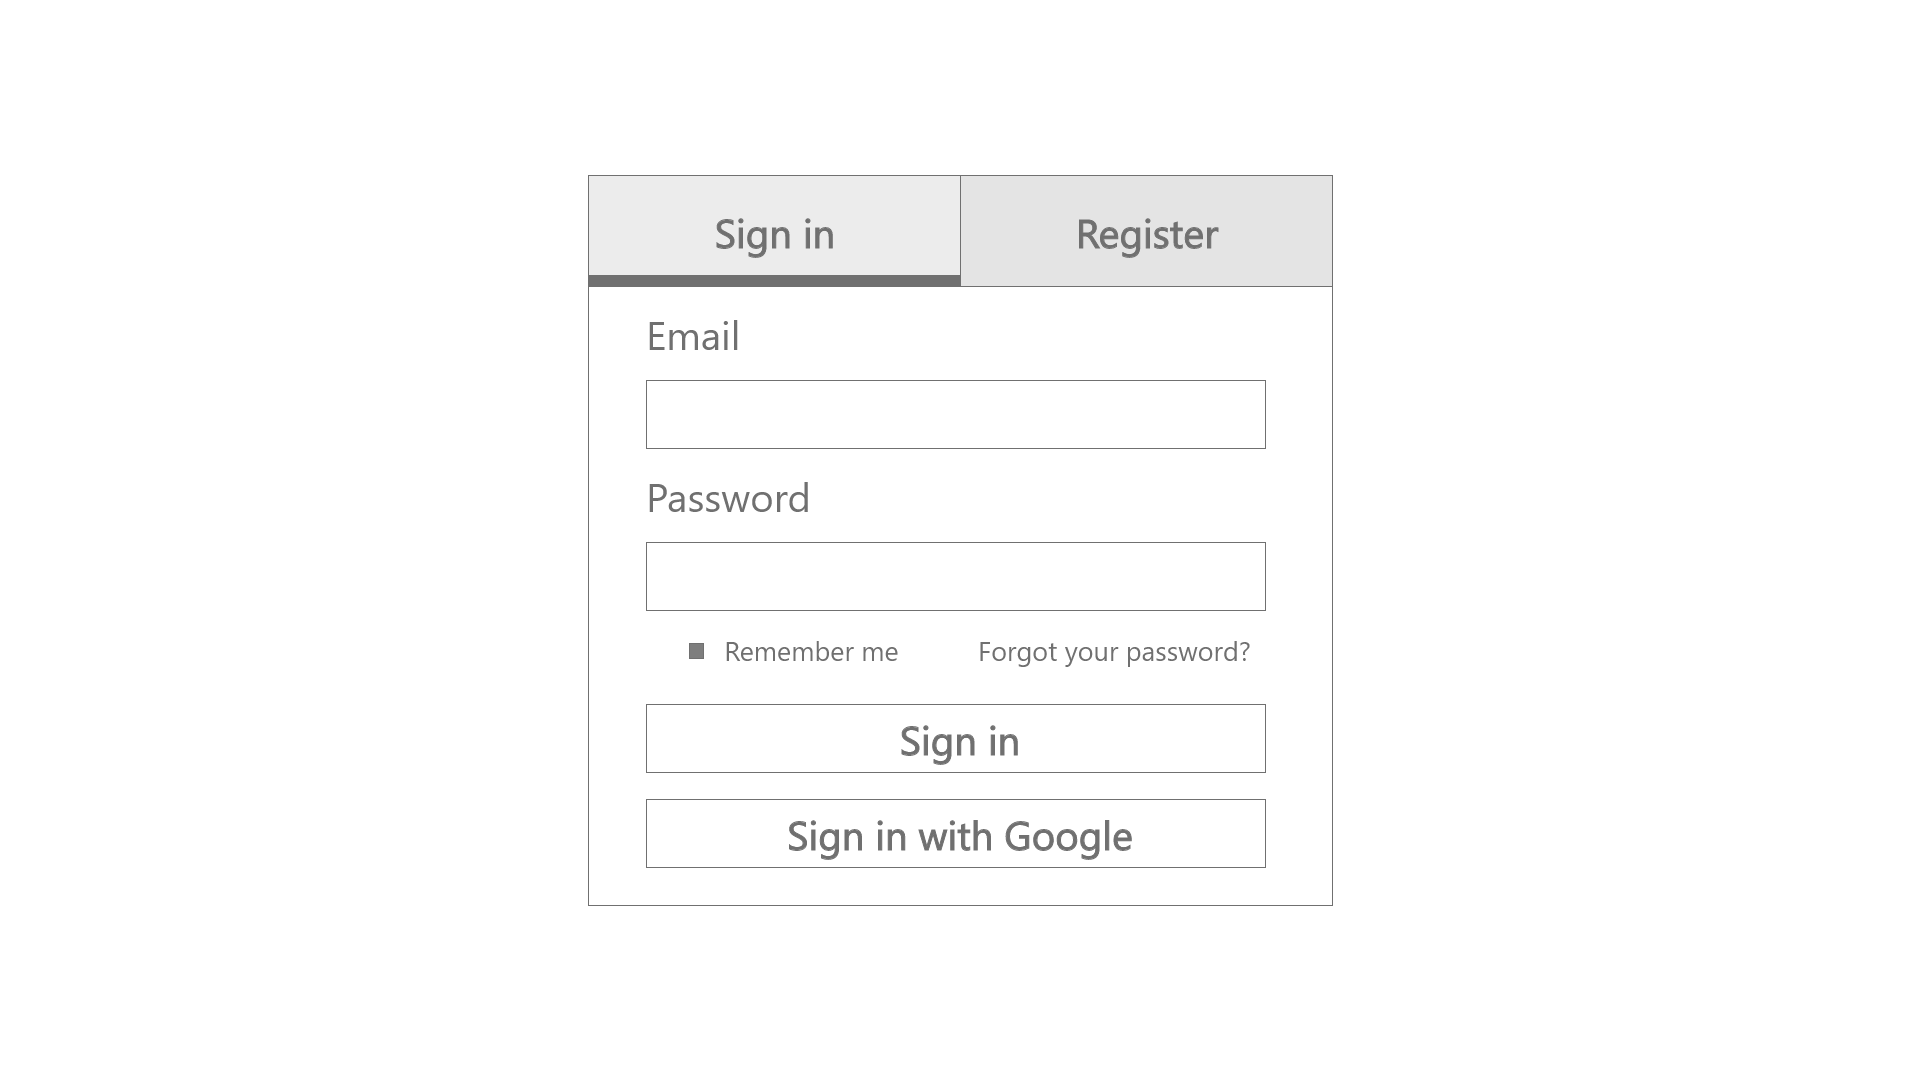 Sign in
Register
Email
Password
Remember me
Forgot your password?
Sign in
Sign in with Google